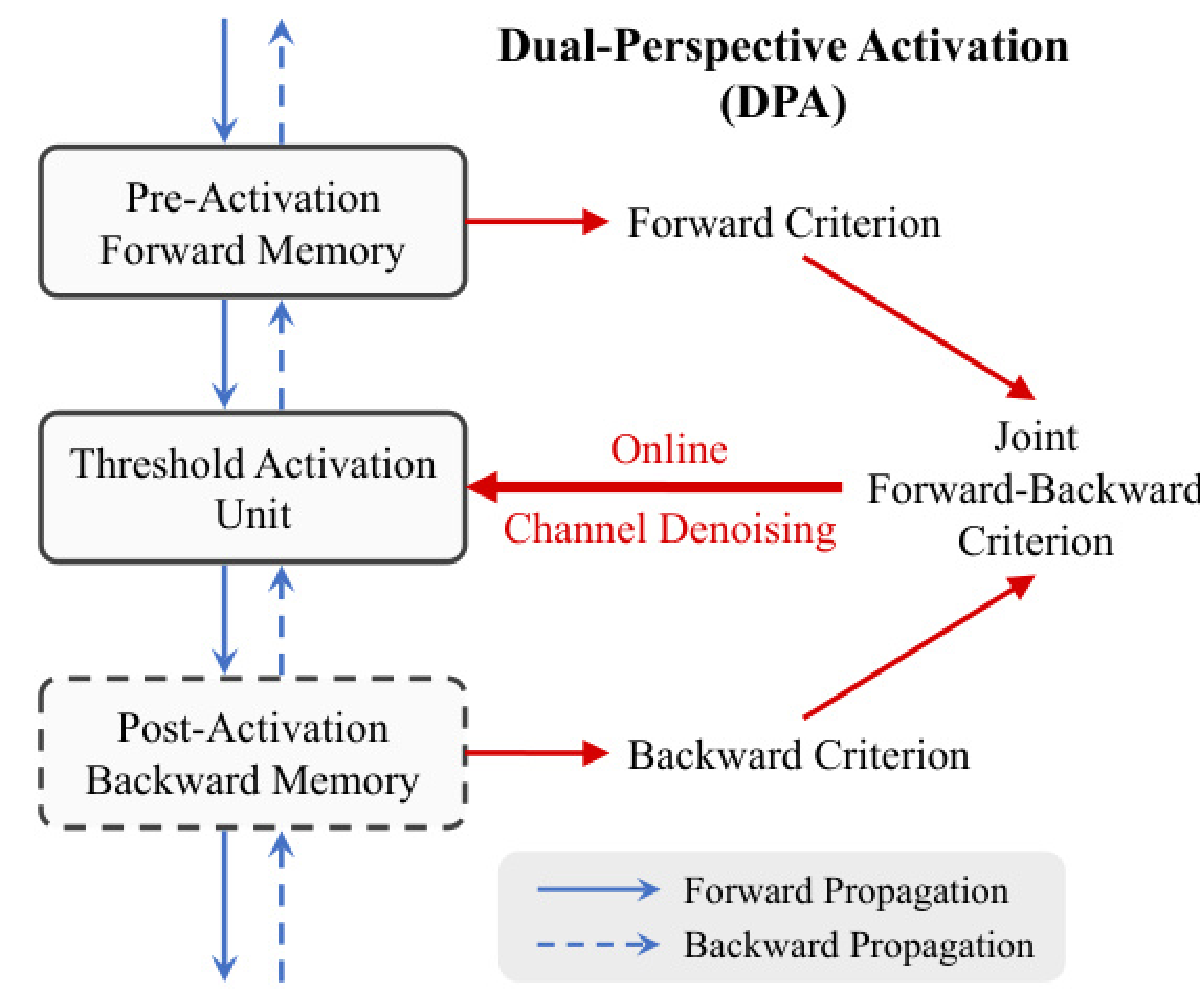 Dual-Perspective Activation
(DPA)
Pre-Activation
Forward Memory
Forward Criterion
Threshold Activation
Unit
Online
Channel Denoising
Joint
Forward-Backward
Criterion
Post-Activation
Backward Memory
Backward Criterion
Forward Propagation
Backward Propagation